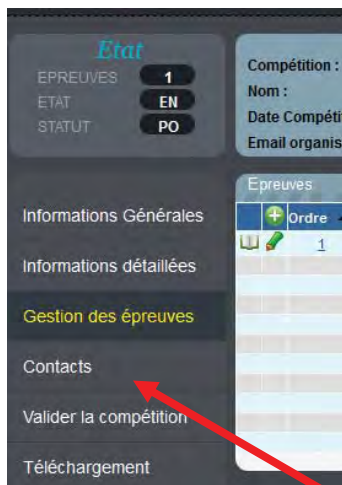 Etat
EPREUVES 1
ETAT EN
STATUT PO
Compétition :
Nom :
Date Compéti
Email organis
Epreuves
Ordre
1
Informations Générales
Informations détaillées
Gestion des épreuves
Contacts
Valider la compétition
Téléchargement